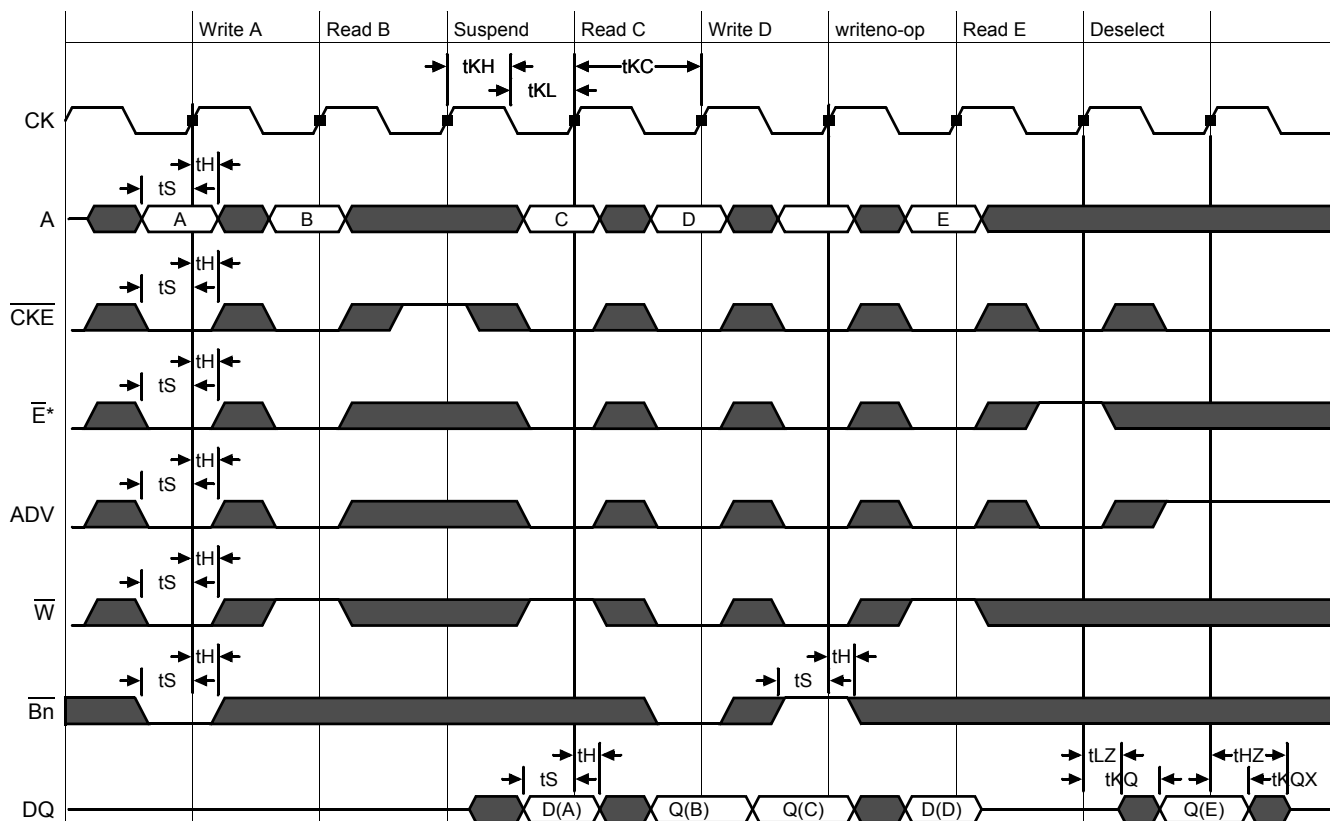 Write A Read B Suspend Read C Write D writeno-op Read E Deselect
tKH tKC
tKL
CK
tH
tS
A A B C D E
tH
tS
CKE
tH
tS
E*
tH
tS
ADV
tH
tS
W
tH tH
tS tS
Bn
tH tLZ tHZ
tS tKQ tKQX
DQ D(A) Q(B) Q(C) D(D) Q(E)